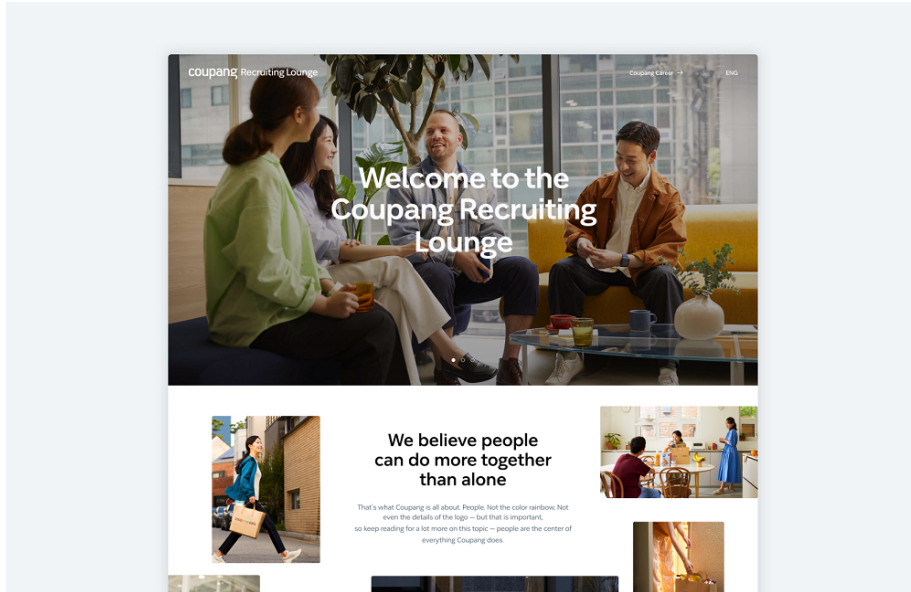 coupang Recruiting Lounge
Coupang Career → ENG
Welcome to the
Coupang Recruiting
Lounge
We believe people
can do more together
than alone
That's what Coupang is all about. People. Not the color rainbow. Not
even the details of the logo — but that is important,
so keep reading for a lot more on this topic — people are the center of
everything Coupang does.